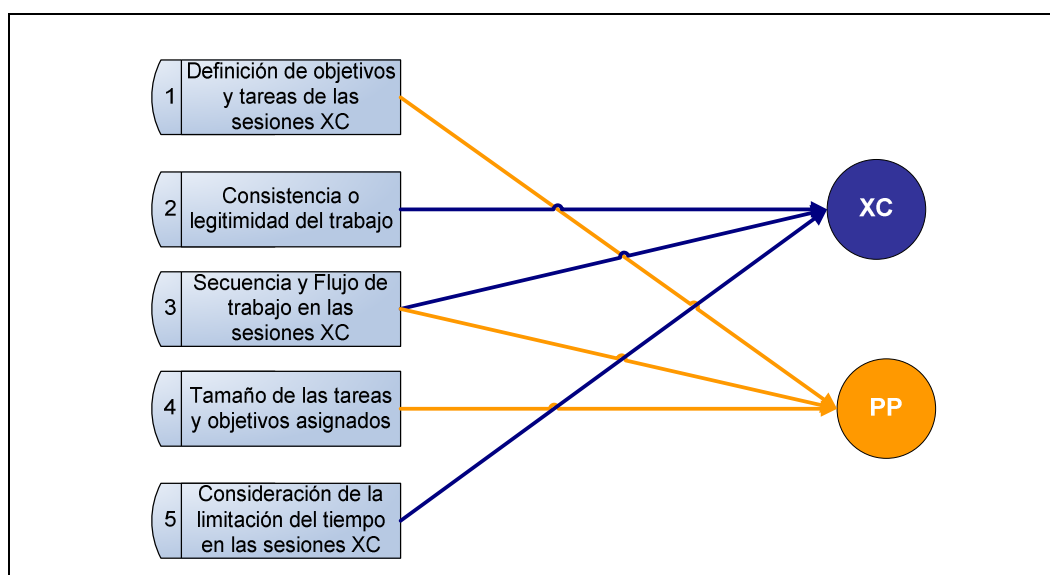 1
Definición de objetivos
y tareas de las
sesiones XC
2
Consistencia o
legitimidad del trabajo
3
Secuencia y Flujo de
trabajo en las
sesiones XC
4
Tamaño de las tareas
y objetivos asignados
5
Consideración de la
limitación del tiempo
en las sesiones XC
XC
PP